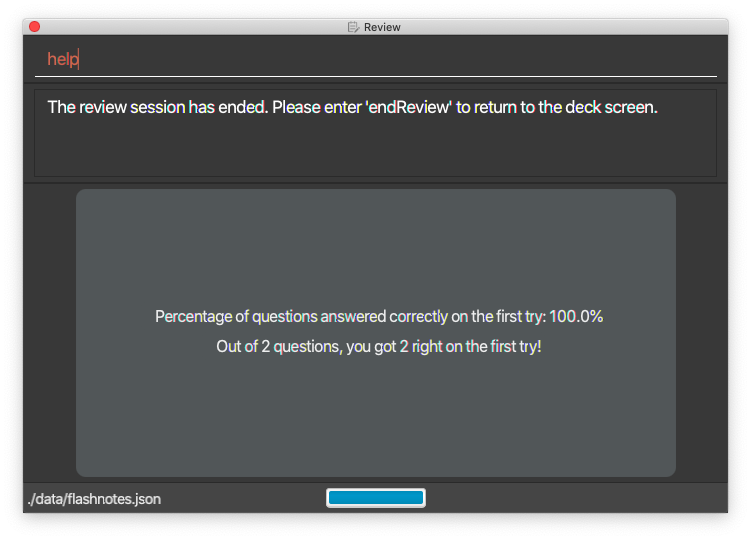 Review
help
The review session has ended. Please enter 'endReview' to return to the deck screen.
Percentage of questions answered correctly on the first try: 100.0%
Out of 2 questions, you got 2 right on the first try!
./data/flashnotes.json